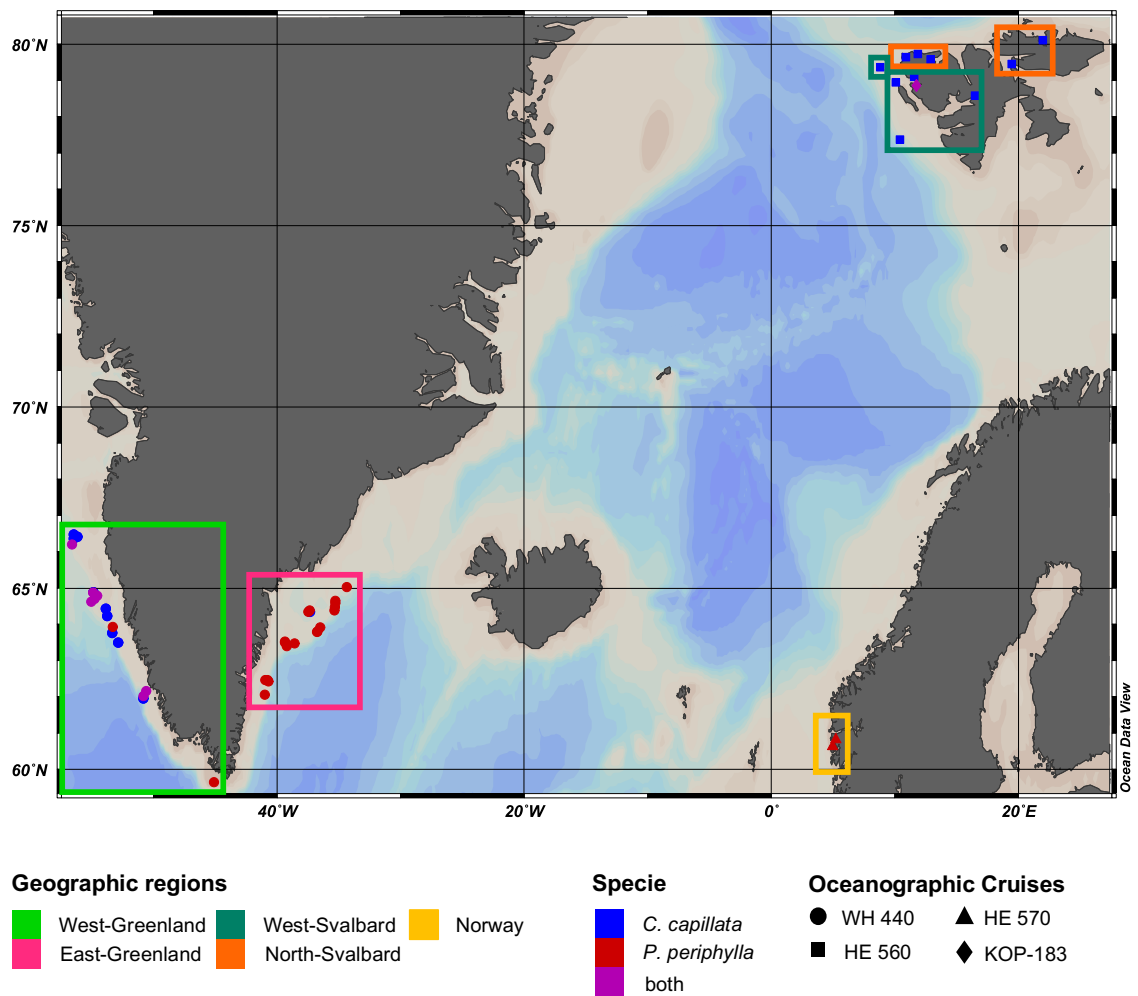 80˚N
75˚N
70˚N
65˚N
60˚N
40˚W 20˚W 0˚ 20˚E
Ocean Data View
Geographic regions
West-Greenland West-Svalbard Norway
East-Greenland North-Svalbard
Specie
C. capillata
P. periphylla
both
Oceanographic Cruises
WH 440 HE 570
HE 560 KOP-183